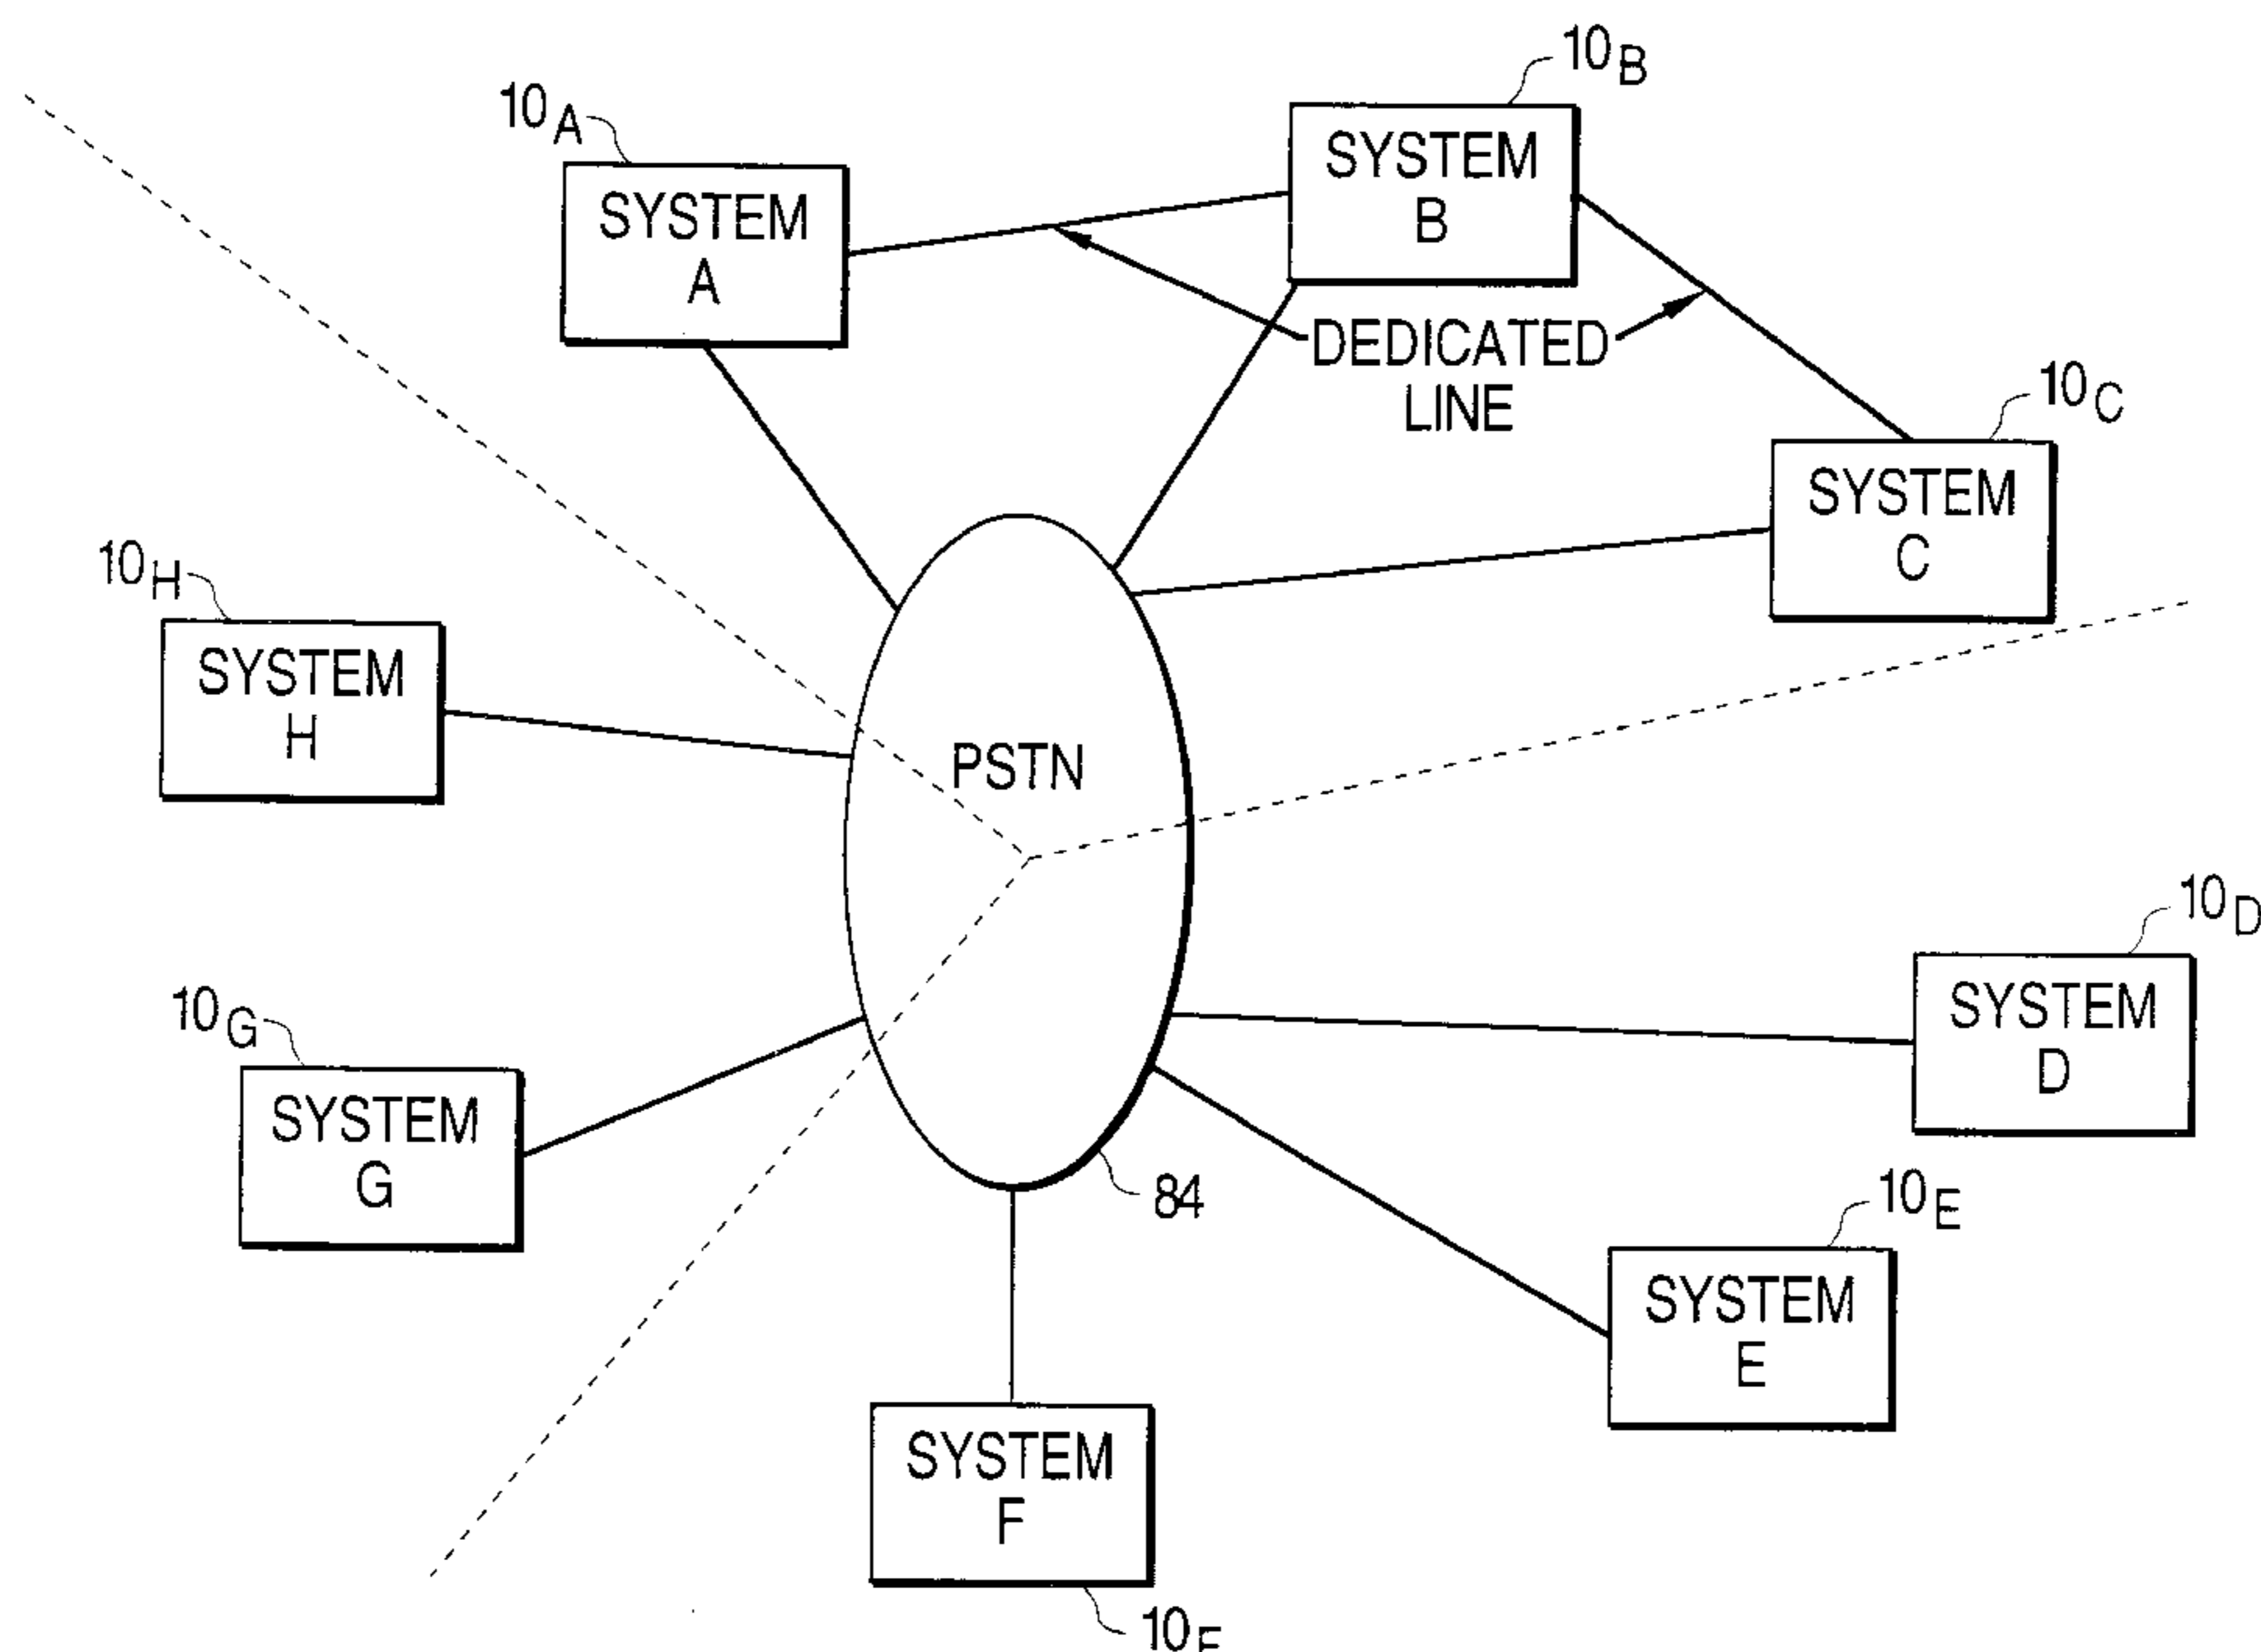 10B
10A
SYSTEM
B
SYSTEM
A
DEDICATED
LINE
10C
SYSTEM
C
10H
SYSTEM
H
PSTN
10D
SYSTEM
D
10G
SYSTEM
G
84
10E
SYSTEM
E
SYSTEM
F
10F